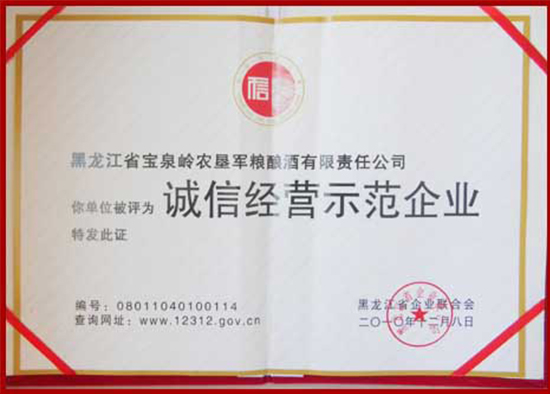 信
黑龙江省宝泉岭农垦军粮酿酒有限责任公司
你单位被评为 诚信经营示范企业
特发此证
编号：08011040100114
查询网址：www.12312.gov.cn
黑龙江省企业联合会
二〇一〇年十二月八日